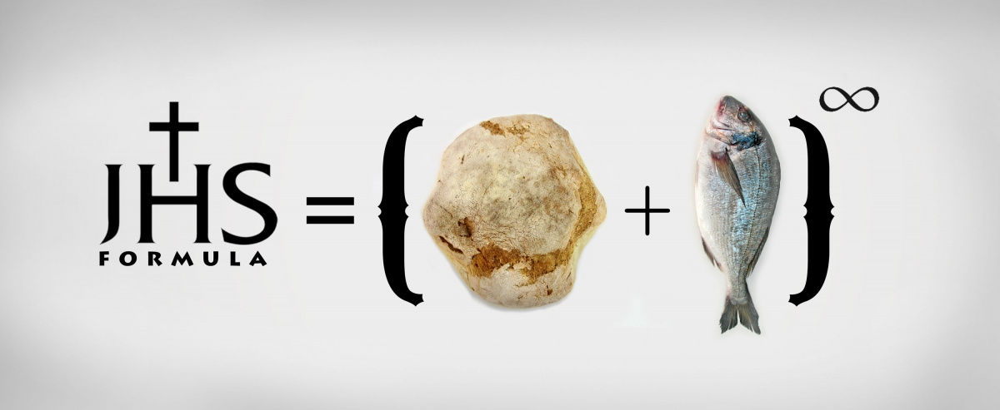 JHS = { + }∞
FORMULA